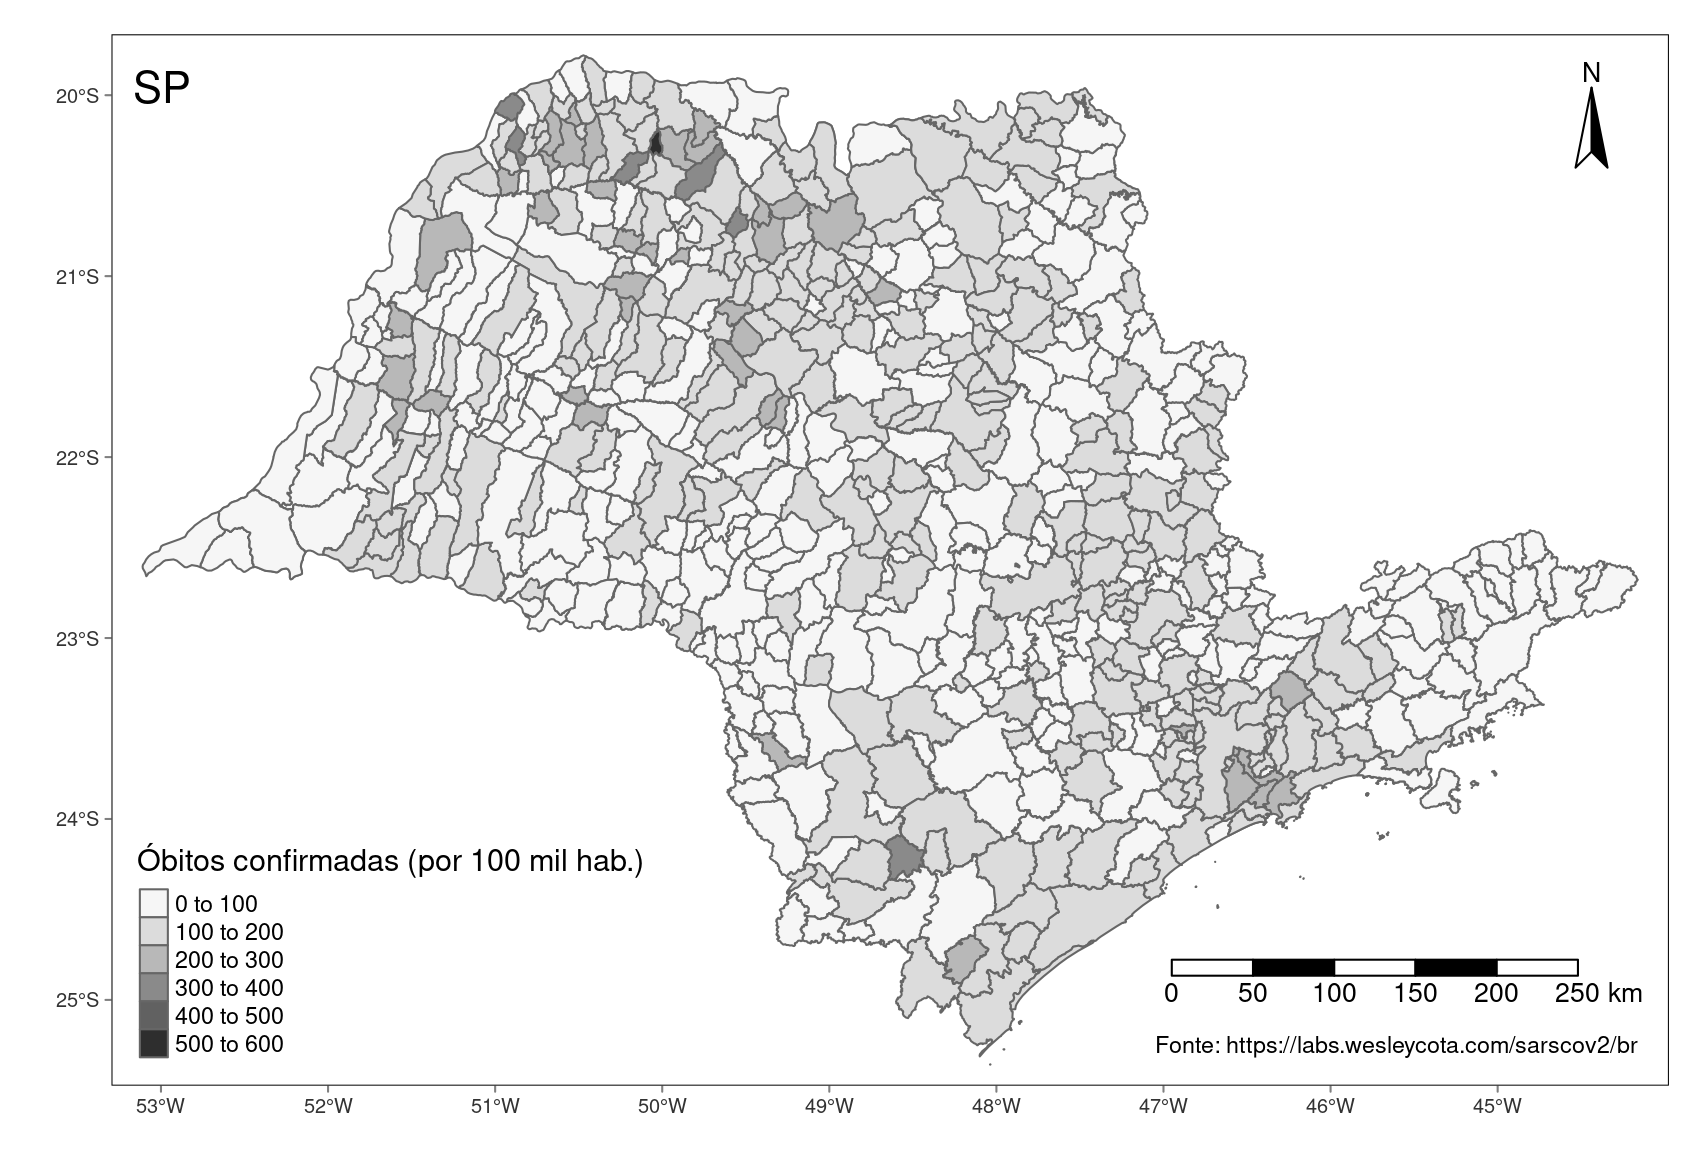 SP
N
20°S
21°S
22°S
23°S
24°S
25°S
Óbitos confirmadas (por 100 mil hab.)
0 to 100
100 to 200
200 to 300
300 to 400
400 to 500
500 to 600
0 50 100 150 200 250 km
Fonte: https://labs.wesleycota.com/sarscov2/br
53°W 52°W 51°W 50°W 49°W 48°W 47°W 46°W 45°W